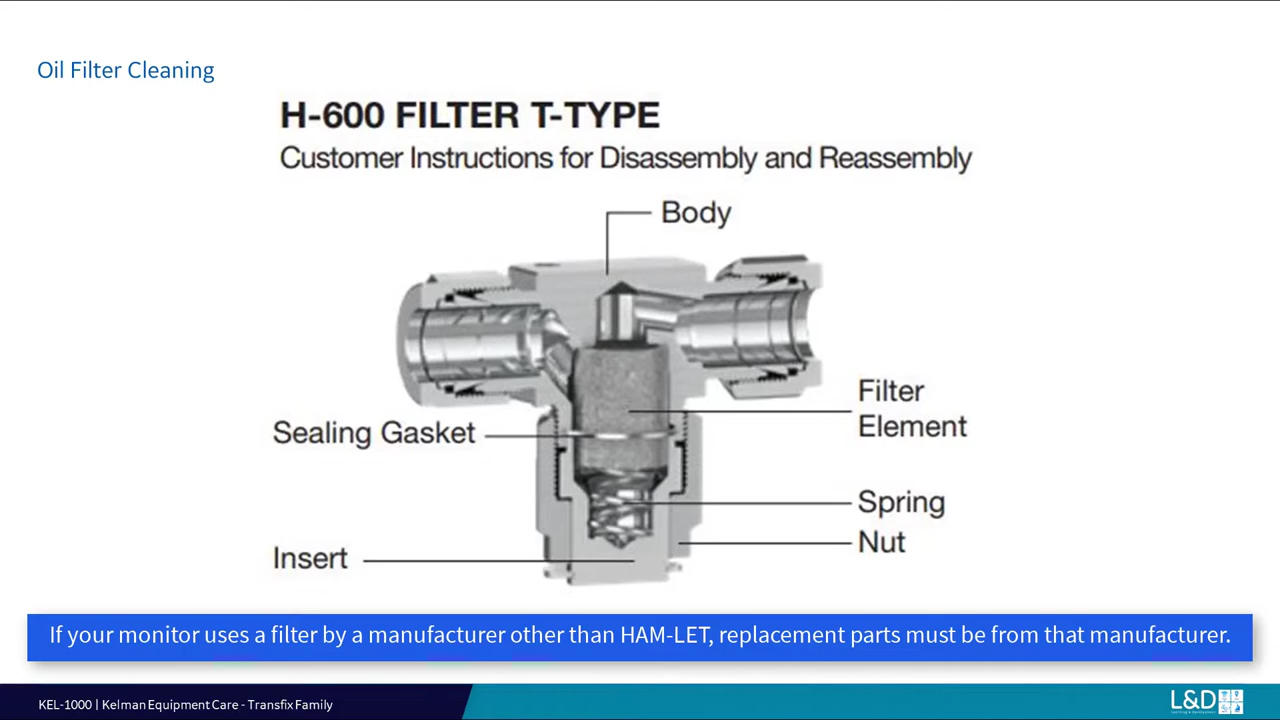 Oil Filter Cleaning
H-600 FILTER T-TYPE
Customer Instructions for Disassembly and Reassembly
Body
Filter
Element
Sealing Gasket
Spring
Nut
Insert
If your monitor uses a filter by a manufacturer other than HAM-LET, replacement parts must be from that manufacturer.
KEL-1000 | Kelman Equipment Care - Transfix Family
L&D